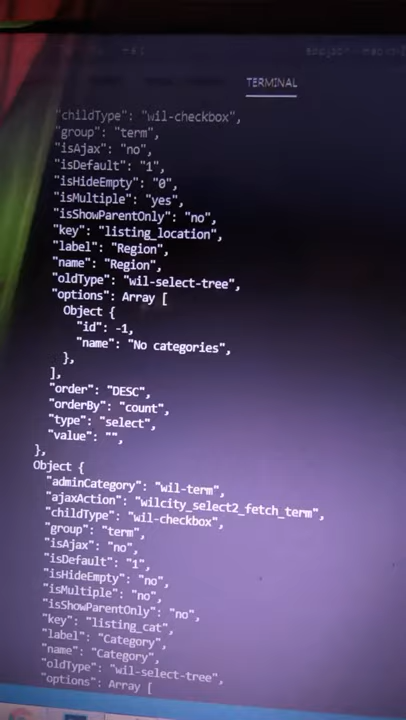 TERMINAL
"childType": "wil-checkbox",
"group": "term",
"isAjax": "no",
"isDefault": "1",
"isHideEmpty": "0",
"isMultiple": "yes",
"isShowParentOnly": "no",
"key": "listing_location",
"label": "Region",
"name": "Region",
"oldType": "wil-select-tree",
"options": Array [
Object {
"id": -1,
"name": "No categories",
},
],
"order": "DESC",
"orderBy": "count",
"type": "select",
"value": "",
},
Object {
"adminCategory": "wil-term",
"ajaxAction": "wilcity_select2_fetch_term",
"childType": "wil-checkbox",
"group": "term",
"isAjax": "no",
"isDefault": "1",
"isHideEmpty": "no",
"isMultiple": "no",
"isShowParentOnly": "no",
"key": "listing_cat",
"label": "Category",
"name": "Category",
"oldType": "wil-select-tree",
"options": Array [